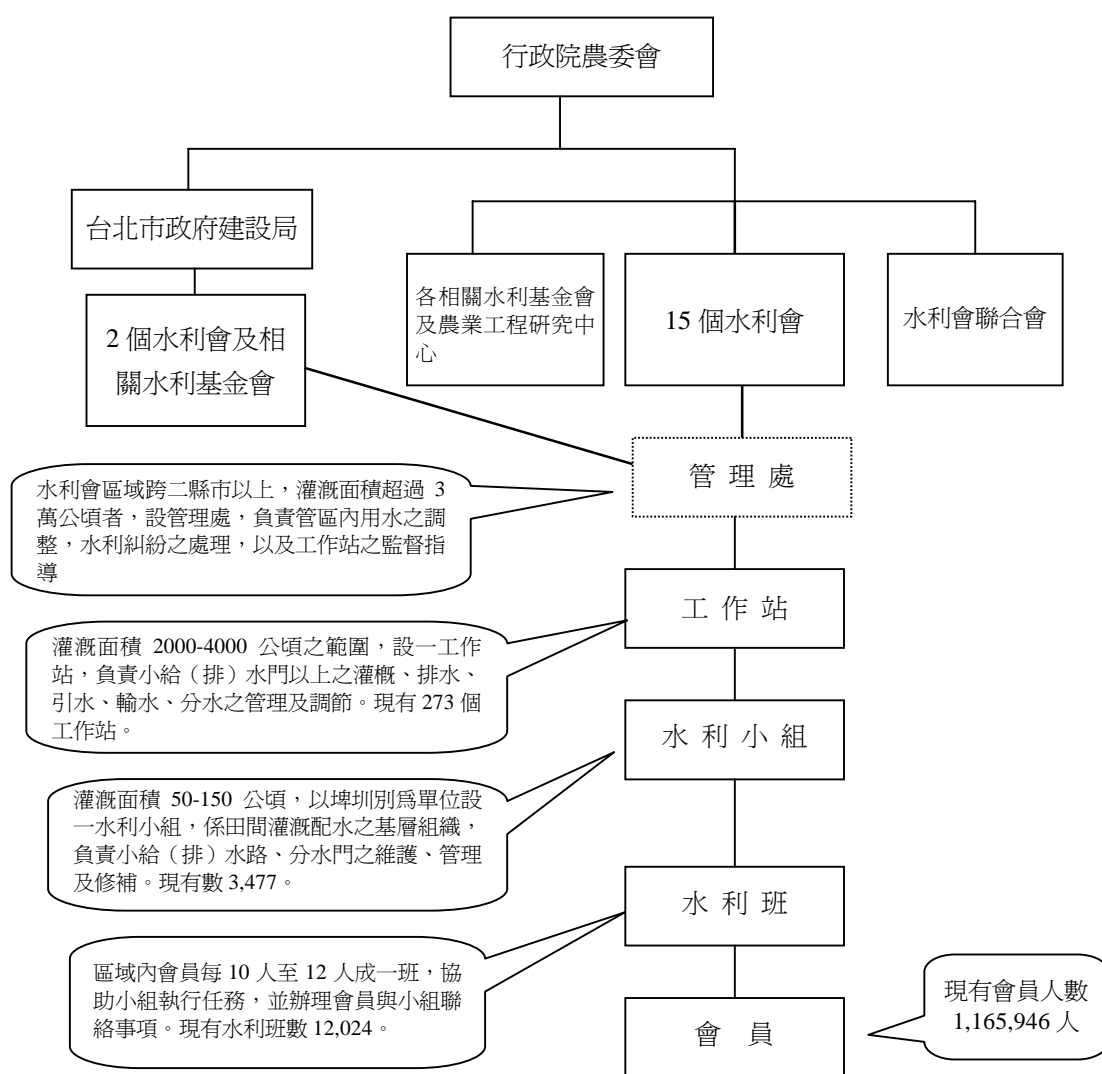 行政院農委會
台北市政府建設局
2 個水利會及相
關水利基金會
各相關水利基金會
及農業工程研究中
心
15 個水利會
水利會聯合會
管 理 處
水利會區域跨二縣市以上，灌溉面積超過 3
萬公頃者，設管理處，負責管區內用水之調
整，水利糾紛之處理，以及工作站之監督指
導
工 作 站
灌溉面積 2000-4000 公頃之範圍，設一工作
站，負責小給（排）水門以上之灌概、排水、
引水、輸水、分水之管理及調節。現有 273 個
工作站。
水 利 小 組
灌溉面積 50-150 公頃，以埤圳別為單位設
一水利小組，係田間灌溉配水之基層組織，
負責小給（排）水路、分水門之維護、管理
及修補。現有數 3,477。
水 利 班
區域內會員每 10 人至 12 人成一班，協
助小組執行任務，並辦理會員與小組聯
絡事項。現有水利班數 12,024。
會 員
現有會員人數
1,165,946 人